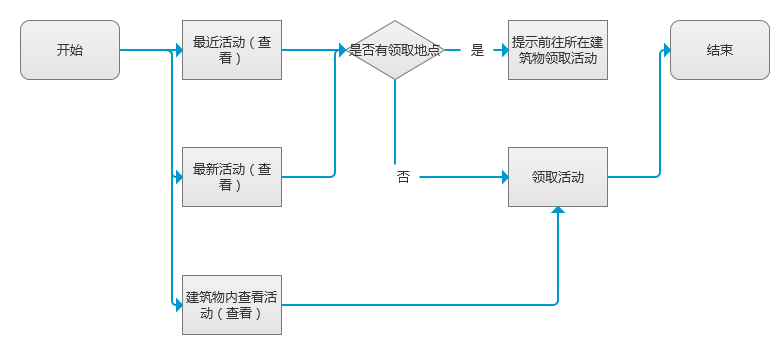 开始
最近活动（查
看）
是否有领取地点
是
提示前往所在建
筑物领取活动
结束
最新活动（查
看）
否
领取活动
建筑物内查看活
动（查看）